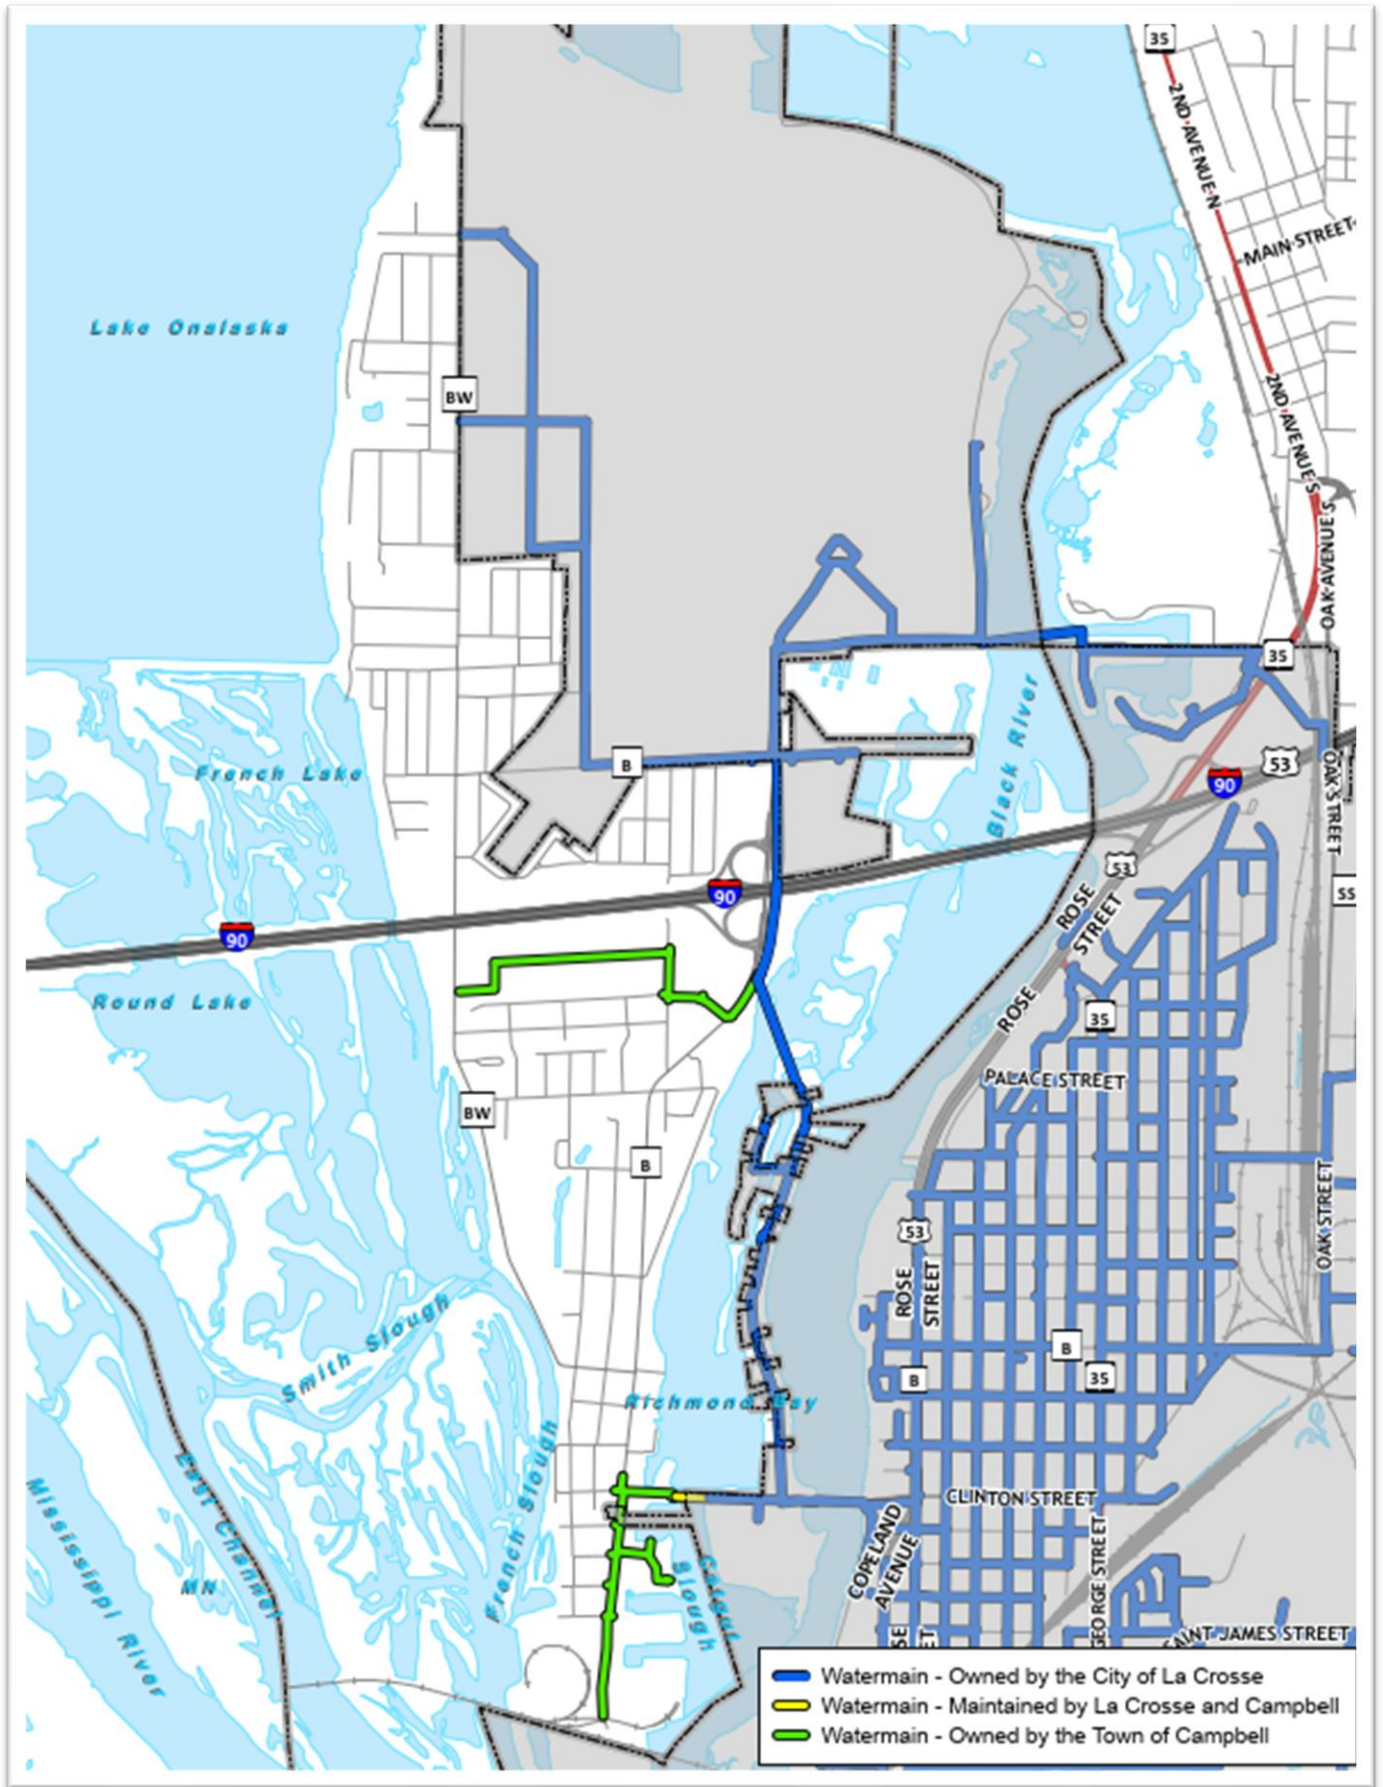 35
2ND AVENUE N
MAIN STREET
Lake Onalaska
BW
2ND AVENUE S
OAK AVENUE S
35
Black River
B
53
90
OAK STREET
French Lake
53
90
SS
ROSE
STREET
90
Round Lake
ROSE
35
PALACE STREET
BW
B
OAK STREET
53
ROSE
STREET
Smith Slough
B
B
35
Richmond Bay
French Slough
East Channel
Mississippi River
MN
CLINTON STREET
COPELAND
AVENUE
GEORGE STREET
Slough
SAINT JAMES STREET
Watermain - Owned by the City of La Crosse
Watermain - Maintained by La Crosse and Campbell
Watermain - Owned by the Town of Campbell